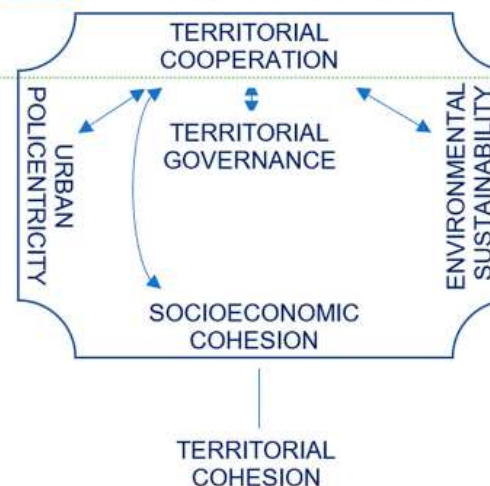 TERRITORIAL
COOPERATION
URBAN
POLICENTRICITY
TERRITORIAL
GOVERNANCE
ENVIRONMENTAL
SUSTAINABILITY
SOCIOECONOMIC
COHESION
TERRITORIAL
COHESION